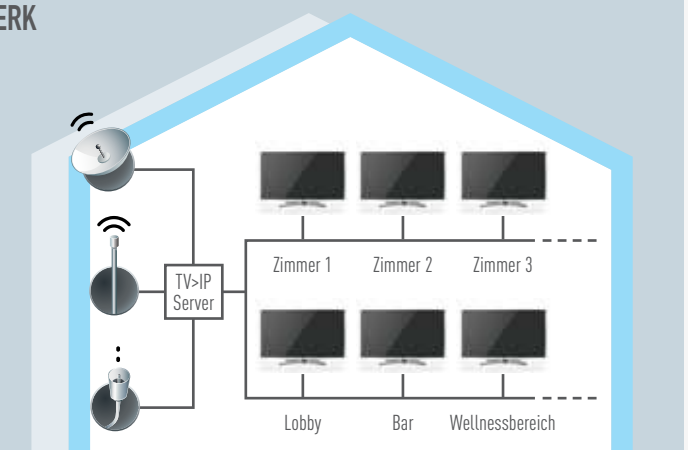 ERK
Zimmer 1
Zimmer 2
Zimmer 3
TV>IP
Server
Lobby
Bar
Wellnessbereich